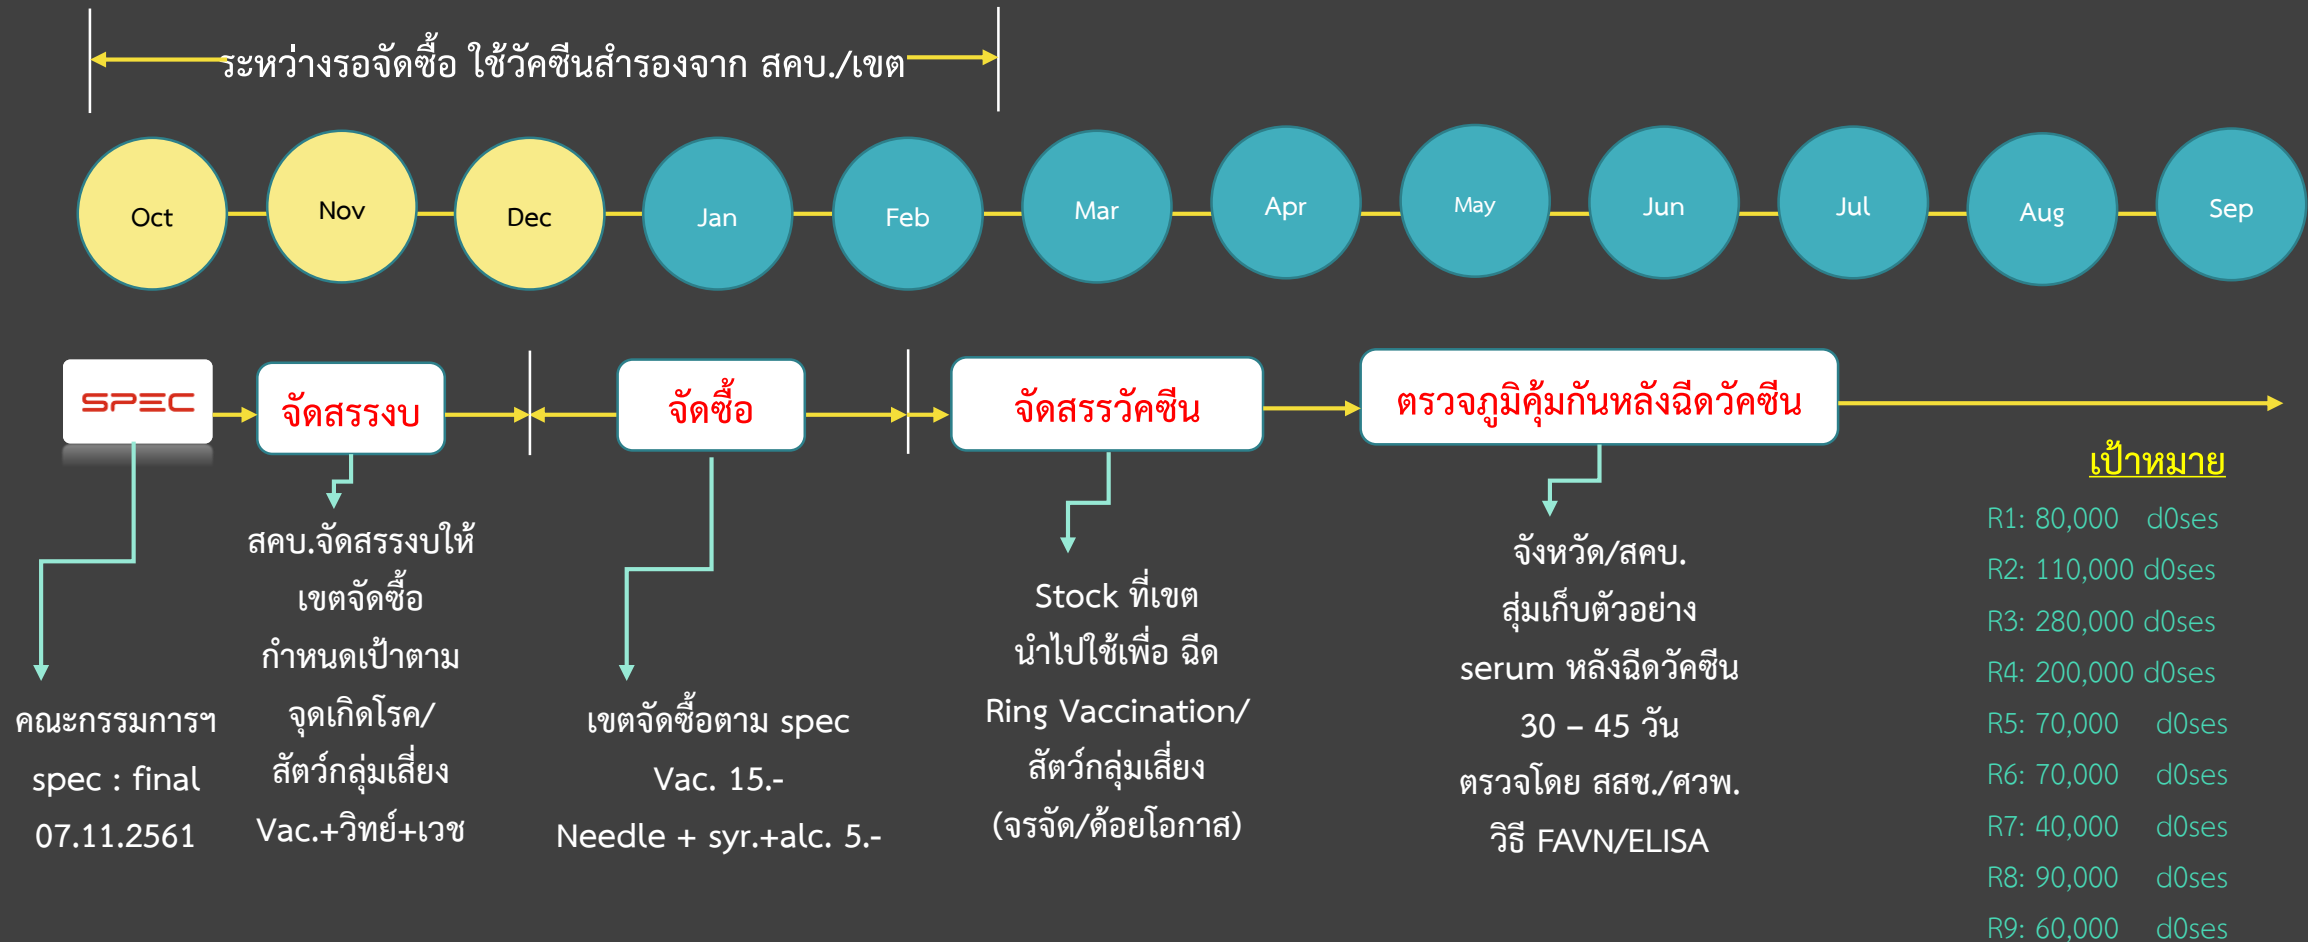 ระหว่างรอจัดซื้อ ใช้วัคซีนสำรองจาก สคบ./เขต
Oct
Nov
Dec
Jan
Feb
Mar
Apr
May
Jun
Jul
Aug
Sep
SPEC
จัดสรรงบ
จัดซื้อ
จัดสรรวัคซีน
ตรวจภูมิคุ้มกันหลังฉีดวัคซีน
คณะกรรมการฯ
spec : final
07.11.2561
สคบ.จัดสรรงบให้
เขตจัดซื้อ
กำหนดเป้าตาม
จุดเกิดโรค/
สัตว์กลุ่มเสี่ยง
Vac.+วิทย์+เวช
เขตจัดซื้อตาม spec
Vac. 15.-
Needle + syr.+alc. 5.-
Stock ที่เขต
นำไปใช้เพื่อ ฉีด
Ring Vaccination/
สัตว์กลุ่มเสี่ยง
(จรจัด/ด้อยโอกาส)
จังหวัด/สคบ.
สุ่มเก็บตัวอย่าง
serum หลังฉีดวัคซีน
30 – 45 วัน
ตรวจโดย สสช./ศวพ.
วิธี FAVN/ELISA
เป้าหมาย
R1: 80,000 d0ses
R2: 110,000 d0ses
R3: 280,000 d0ses
R4: 200,000 d0ses
R5: 70,000 d0ses
R6: 70,000 d0ses
R7: 40,000 d0ses
R8: 90,000 d0ses
R9: 60,000 d0ses